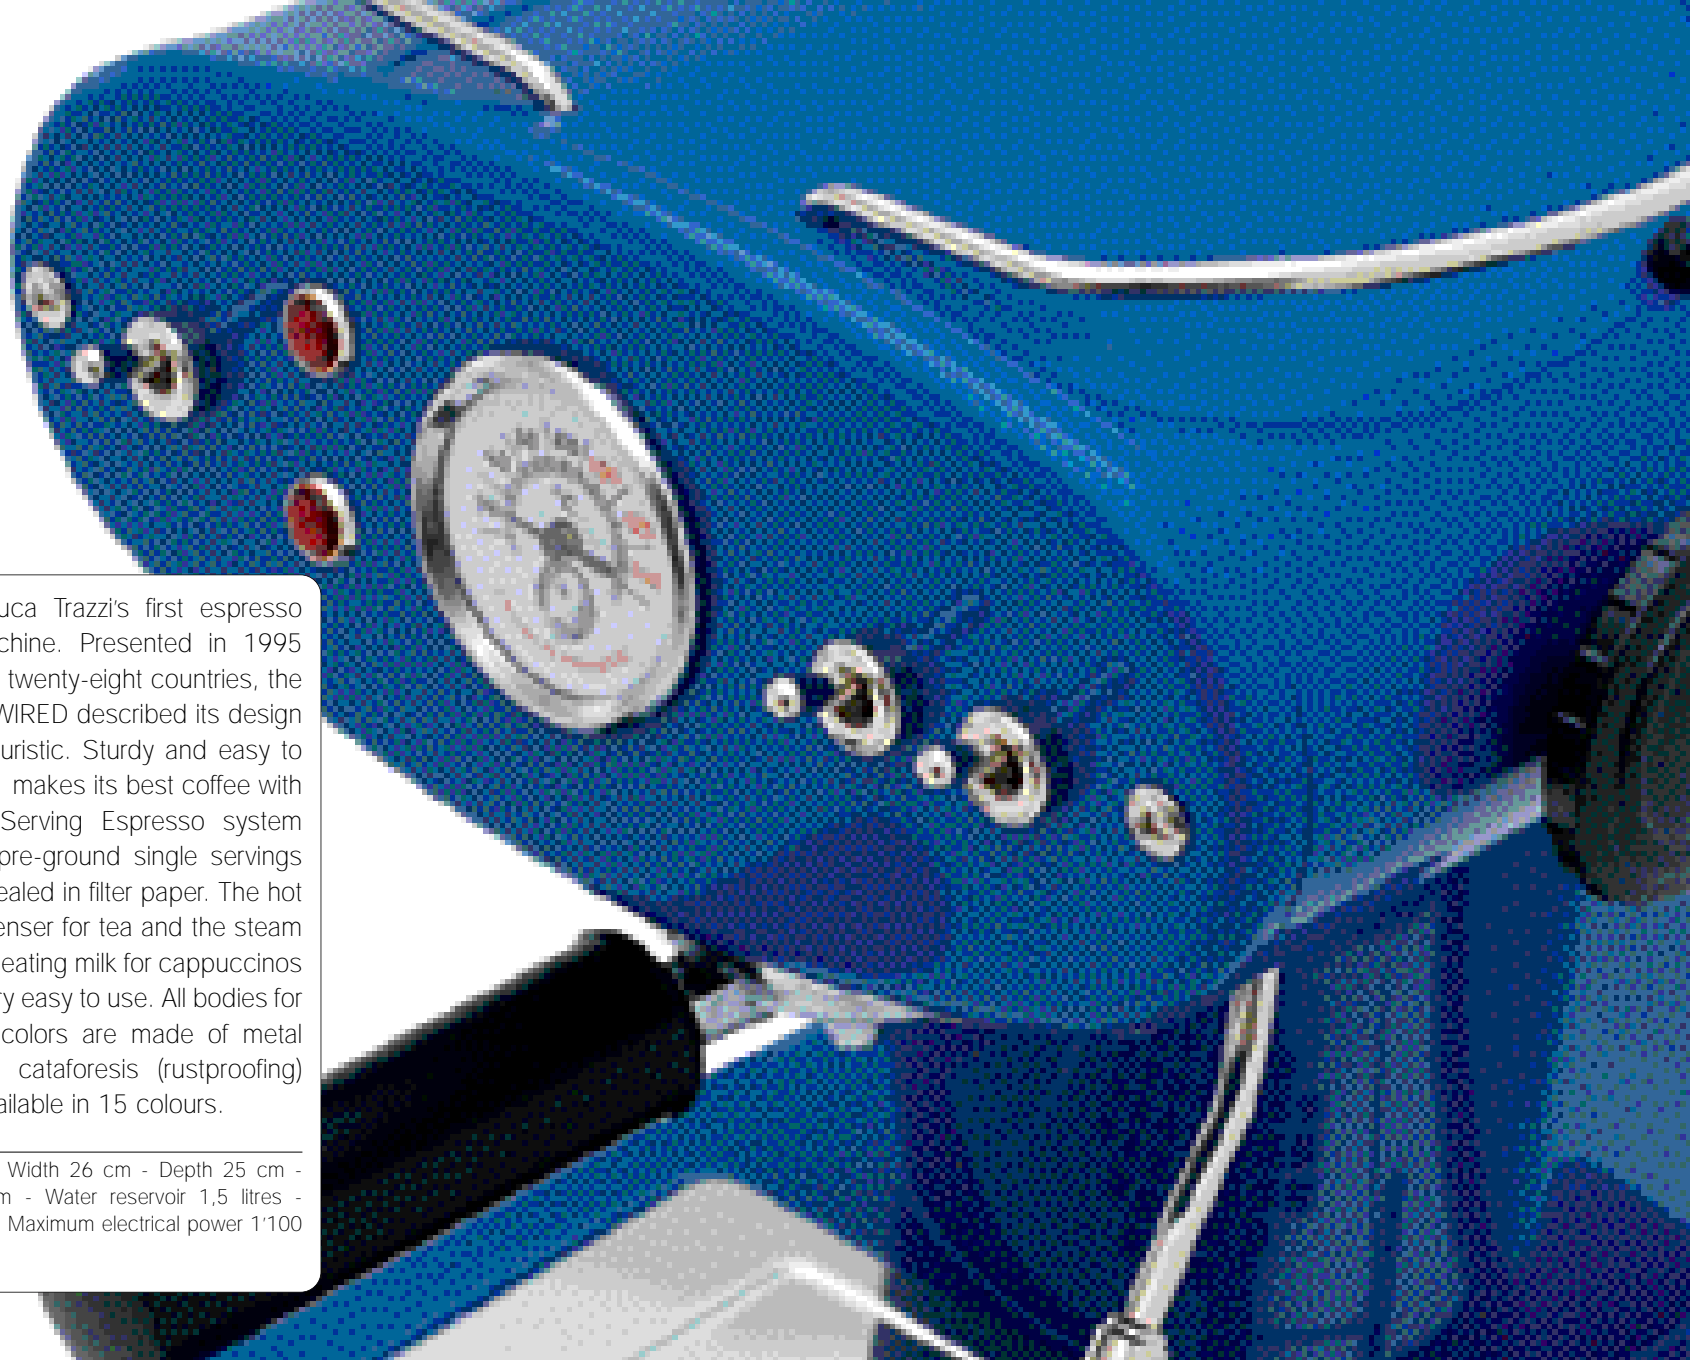 uca Trazzi's first espresso
chine. Presented in 1995
twenty-eight countries, the
WIRED described its design
uristic. Sturdy and easy to
makes its best coffee with
Serving Espresso system
pre-ground single servings
ealed in filter paper. The hot
enser for tea and the steam
eating milk for cappuccinos
ry easy to use. All bodies for
colors are made of metal
cataforesis (rustproofing)
ailable in 15 colours.
Width 26 cm - Depth 25 cm -
m - Water reservoir 1,5 litres -
Maximum electrical power 1'100